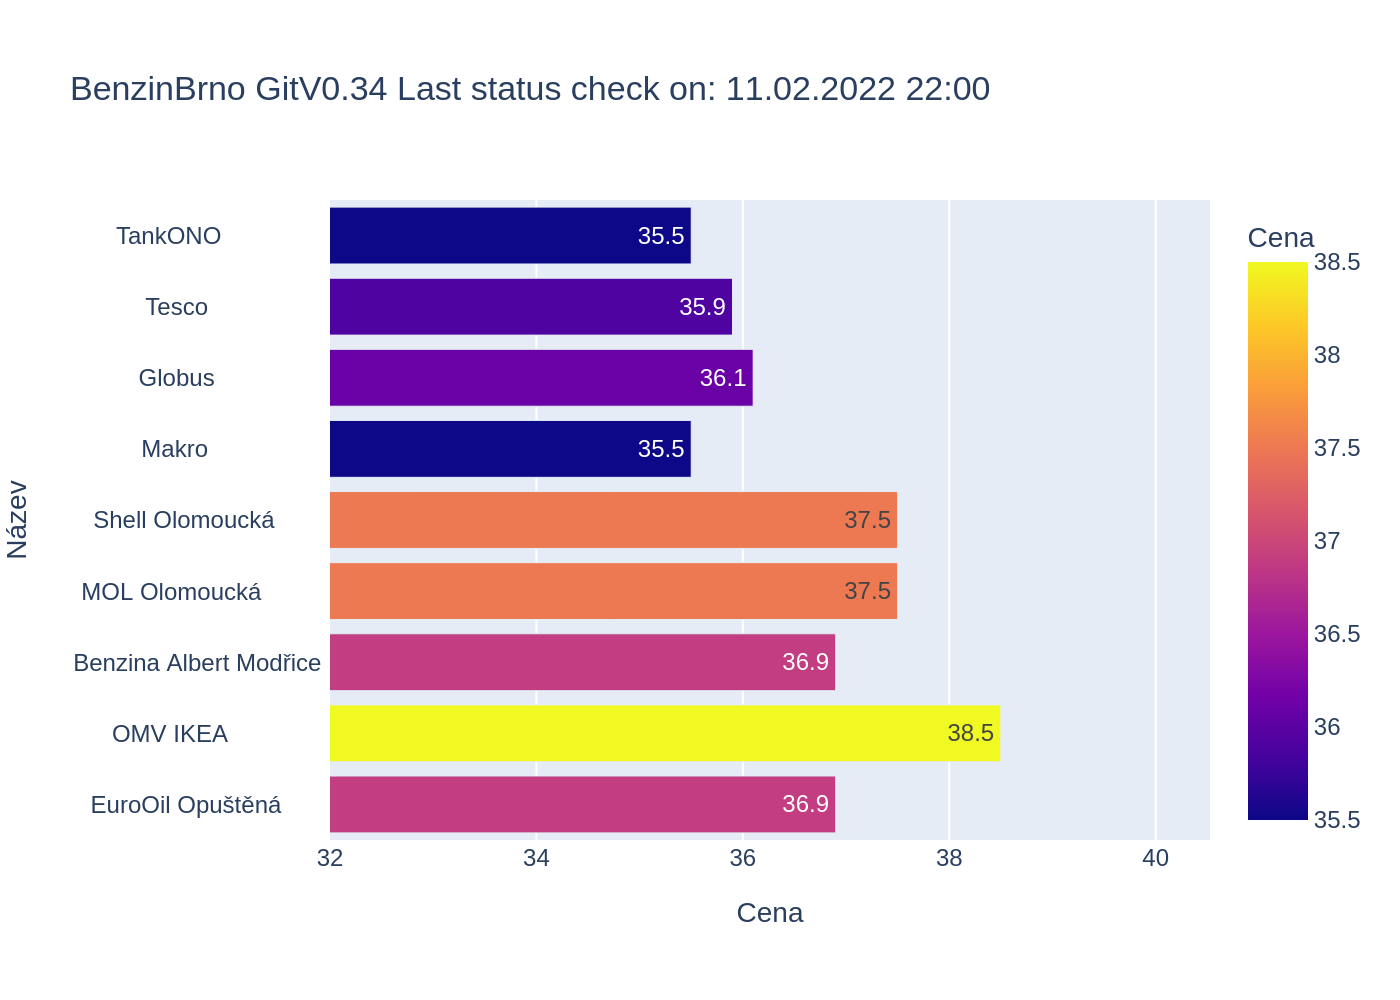 BenzinBrno GitV0.34 Last status check on: 11.02.2022 22:00
Název
TankONO 35.5
Tesco 35.9
Globus 36.1
Makro 35.5
Shell Olomoucká 37.5
MOL Olomoucká 37.5
Benzina Albert Modřice 36.9
OMV IKEA 38.5
EuroOil Opuštěná 36.9
32 34 36 38 40
Cena
Cena
38.5
38
37.5
37
36.5
36
35.5